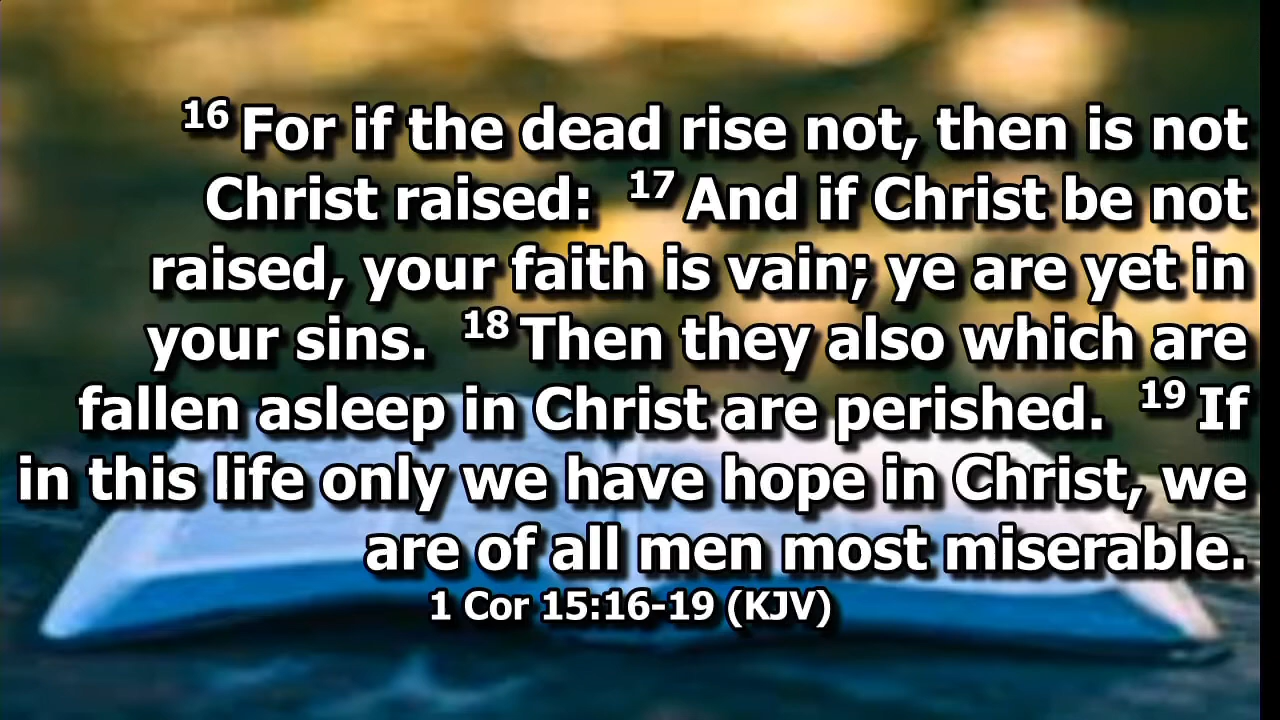 16 For if the dead rise not, then is not
Christ raised: 17 And if Christ be not
raised, your faith is vain; ye are yet in
your sins. 18 Then they also which are
fallen asleep in Christ are perished. 19 If
in this life only we have hope in Christ, we
are of all men most miserable.
1 Cor 15:16-19 (KJV)